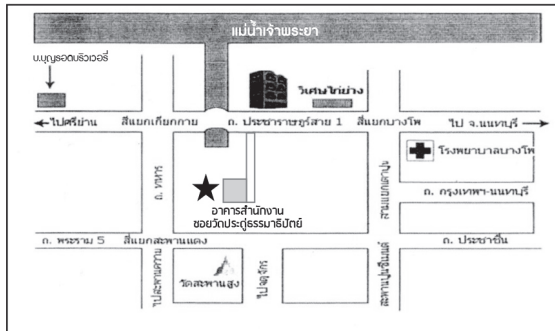 แม่น้ำเจ้าพระยา
บ.บุญรอดบริวเวอรี่
วิเศษไก่ย่าง
ไปศรีย่าน
สี่แยกเกียกกาย
ถ. ประชาราษฎร์สาย 1
สี่แยกบางโพ
ไป จ.นนทบุรี
โรงพยาบาลบางโพ
ถ. ทหาร
สามแยกเตาปูน
ถ. กรุงเทพฯ-นนทบุรี
อาคารสำนักงาน
ซอยวัดประดู่ธรรมาธิปัตย์
ถ. พระราม 5
สี่แยกสะพานแดง
ถ. ประชาชื่น
ไปสะพานควาย
วัดสะพานสูง
ไปจตุจักร
สะพานปูนซีเมนต์